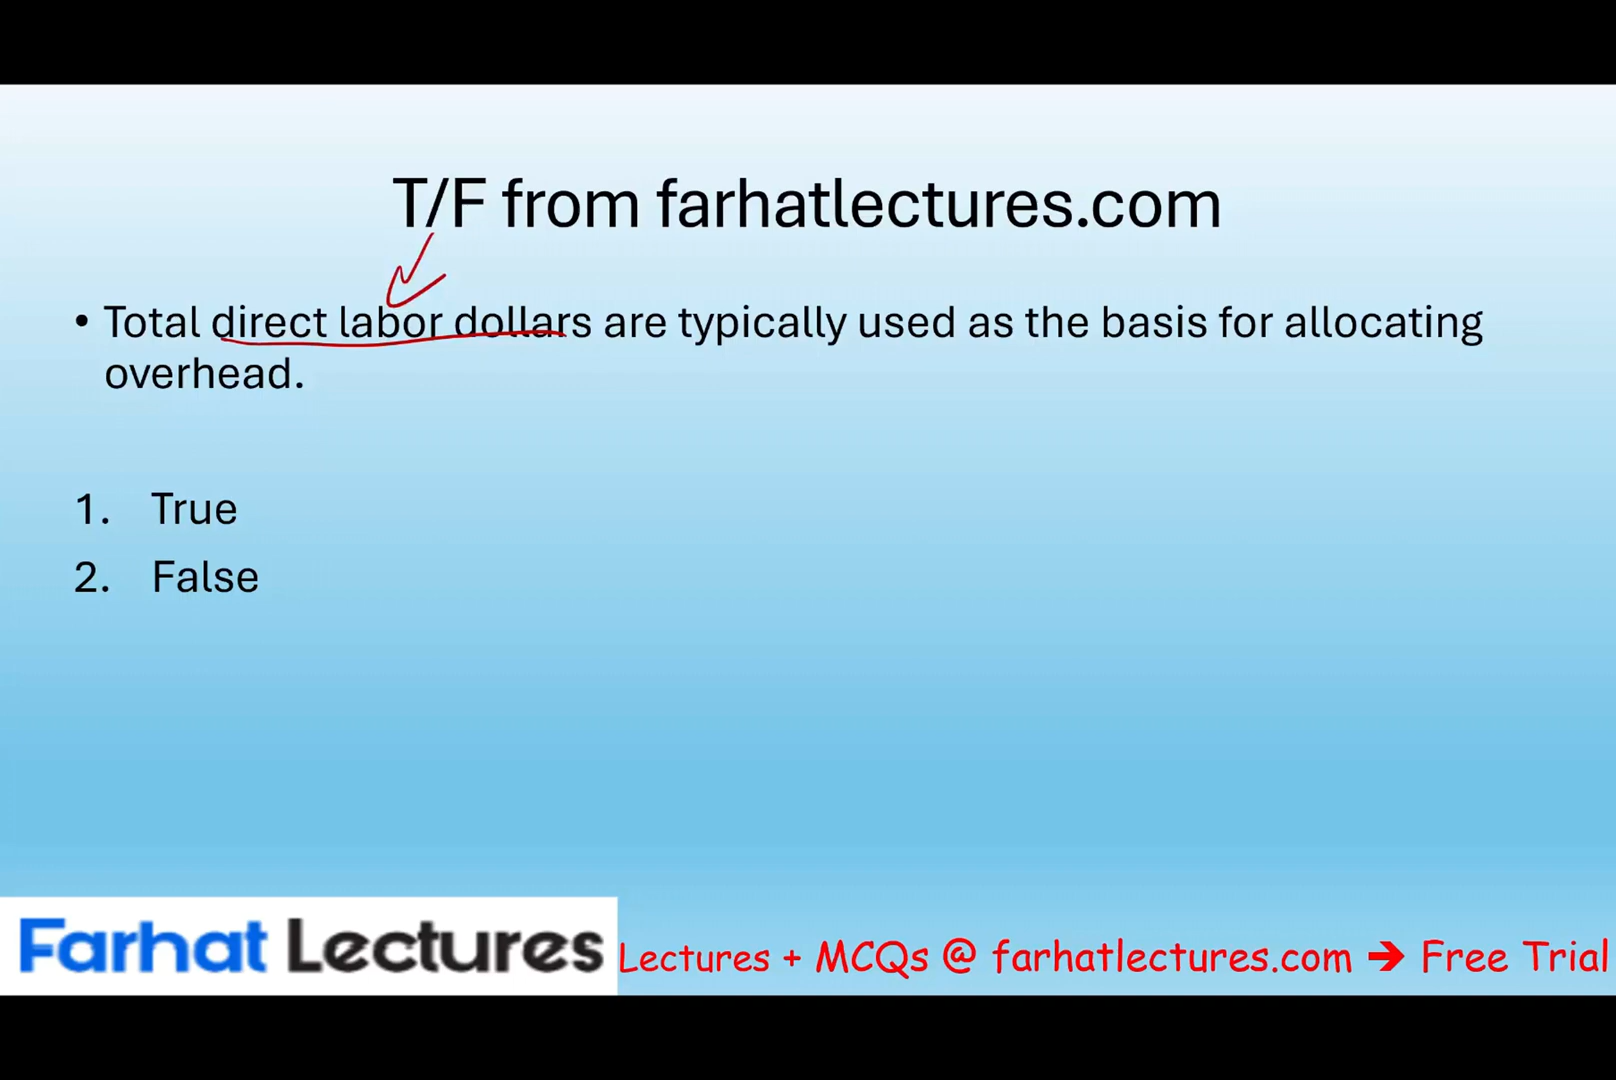 T/F from farhatlectures.com
• Total direct labor dollars are typically used as the basis for allocating
overhead.
1. True
2. False
Farhat Lectures
Lectures + MCQs @ farhatlectures.com ➔ Free Trial